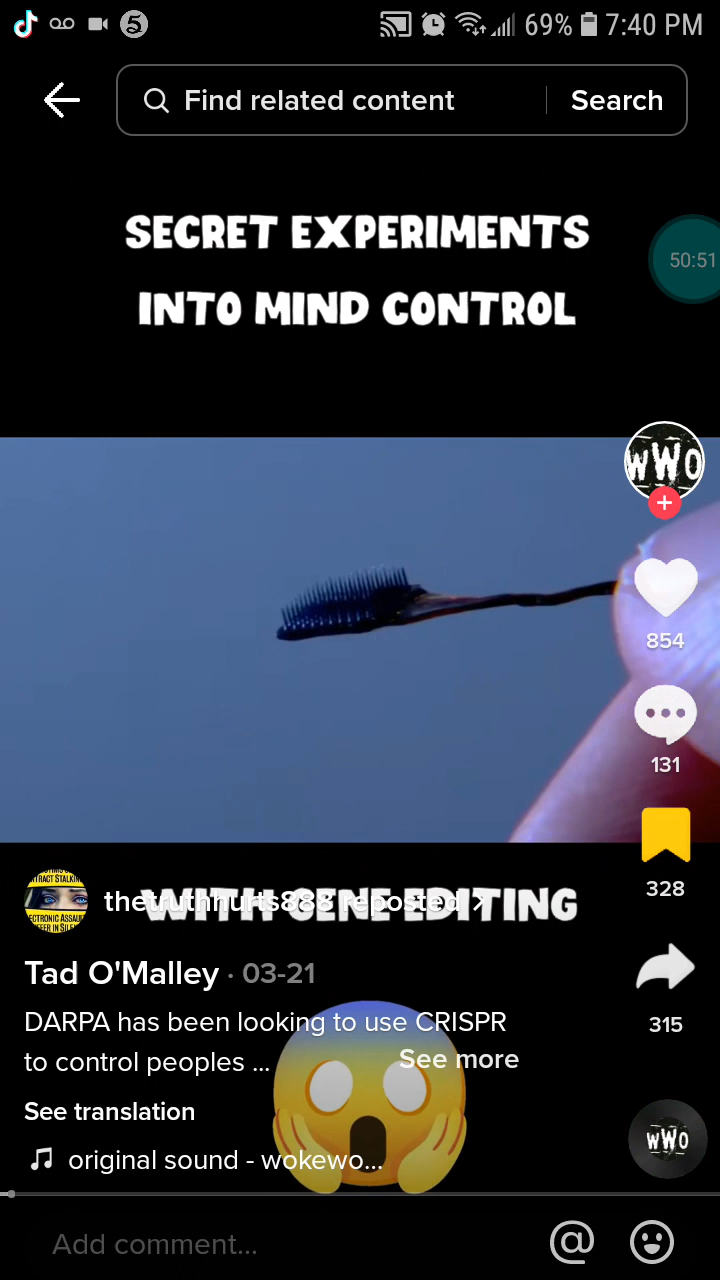 69% 7:40 PM
Find related content Search
SECRET EXPERIMENTS
INTO MIND CONTROL
50:51
WWO
854
131
328
WITH GENE EDITING
thetruthhurts888 reposted >
Tad O'Malley · 03-21
DARPA has been looking to use CRISPR
to control peoples ... See more
315
See translation
WWO
original sound - wokewo...
Add comment...